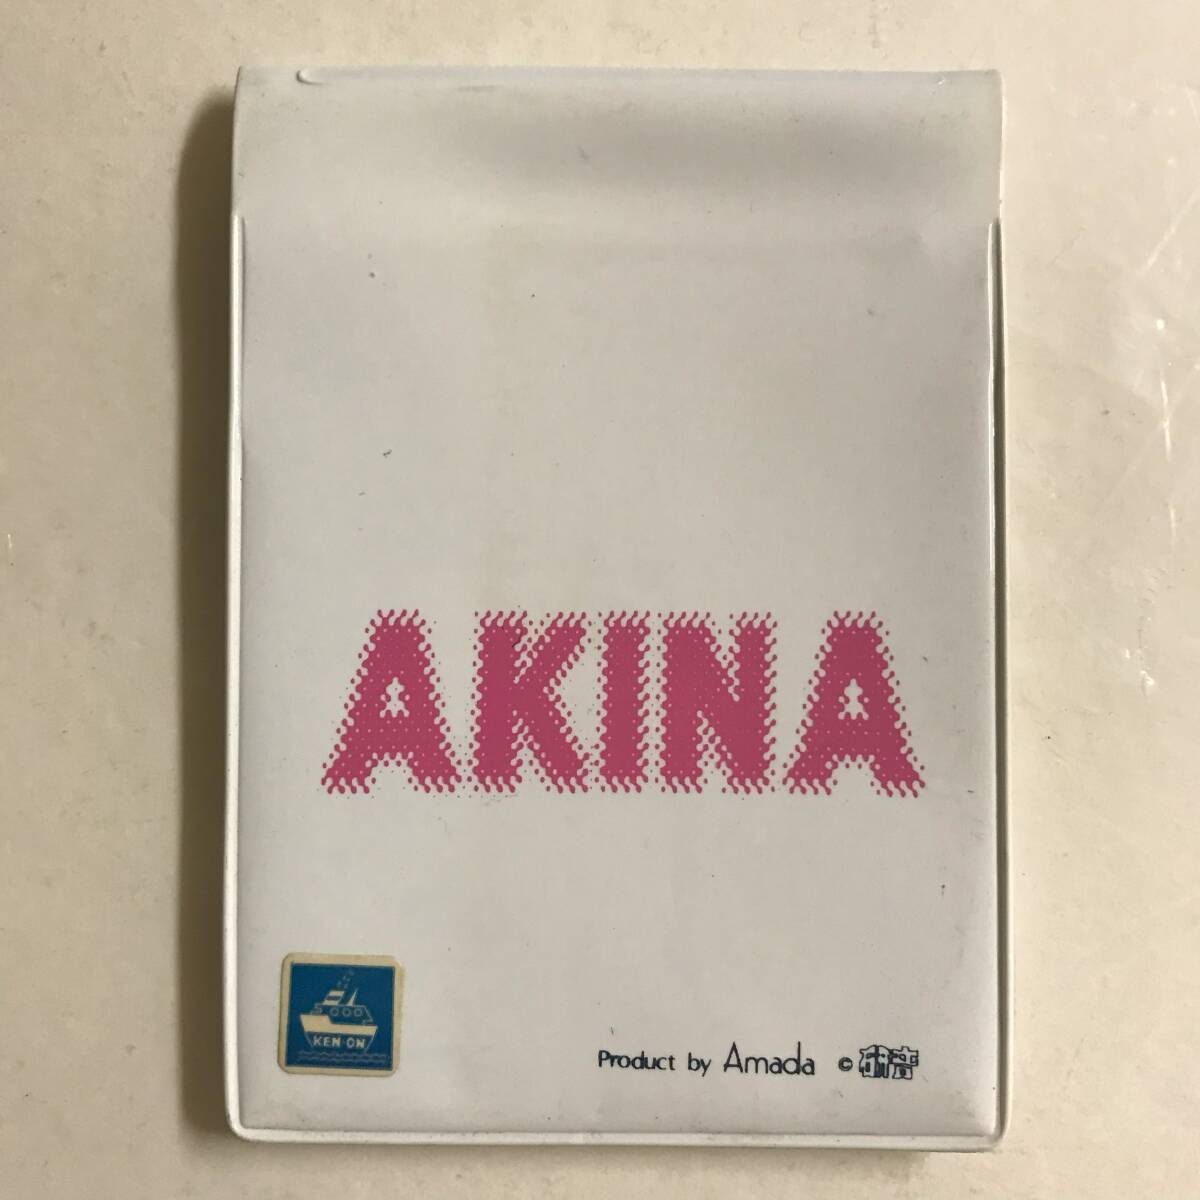 AKINA
KEN-ON
Product by Amada © 研音